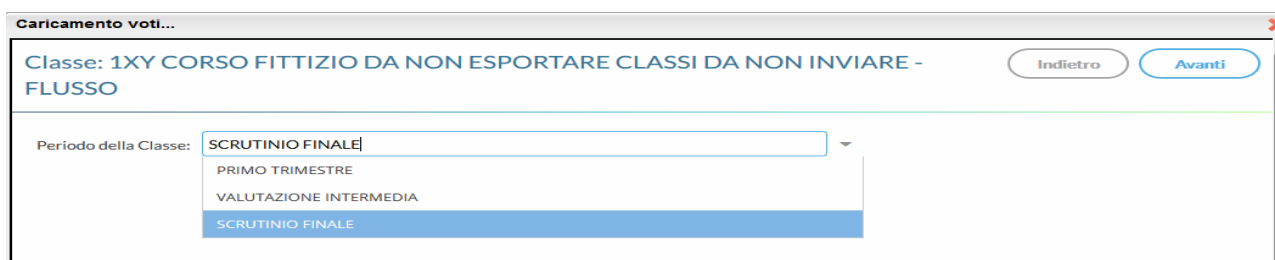 Caricamento voti...
Classe: 1XY CORSO FITTIZIO DA NON ESPORTARE CLASSI DA NON INVIARE -
FLUSSO
Indietro
Avanti
Periodo della Classe: SCRUTINIO FINALE
PRIMO TRIMESTRE
VALUTAZIONE INTERMEDIA
SCRUTINIO FINALE